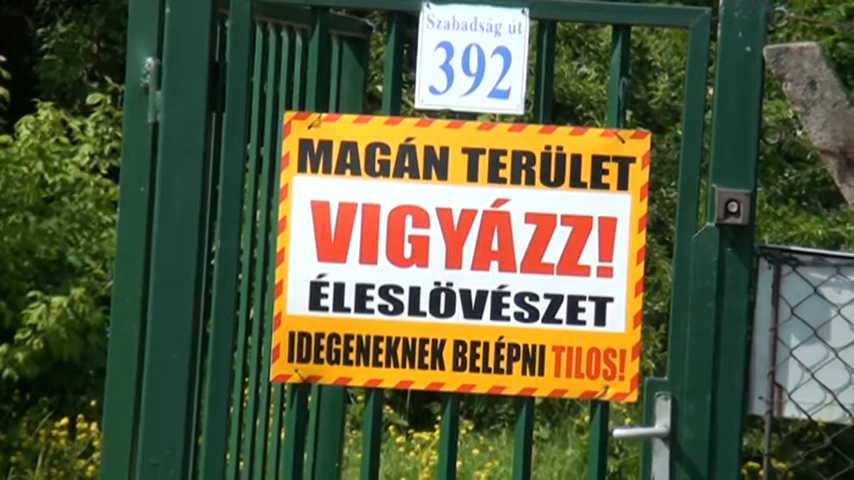 Szabadság út
392
MAGÁN TERÜLET
VIGYÁZZ!
ÉLESLÖVÉSZET
IDEGENEKNEK BELÉPNI TILOS!